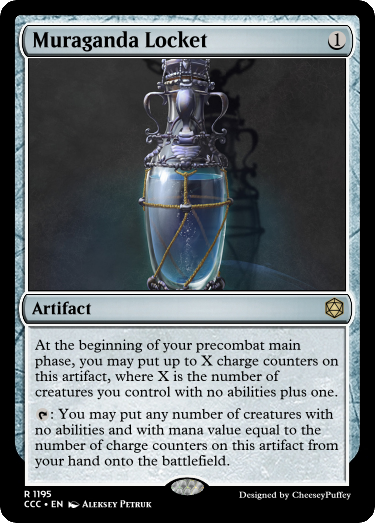 Muraganda Locket 1
Artifact
At the beginning of your precombat main
phase, you may put up to X charge counters on
this artifact, where X is the number of
creatures you control with no abilities plus one.
: You may put any number of creatures with
no abilities and with mana value equal to the
number of charge counters on this artifact from
your hand onto the battlefield.
R 1195
CCC • EN Aleksey Petruk
Designed by CheeseyPuffey